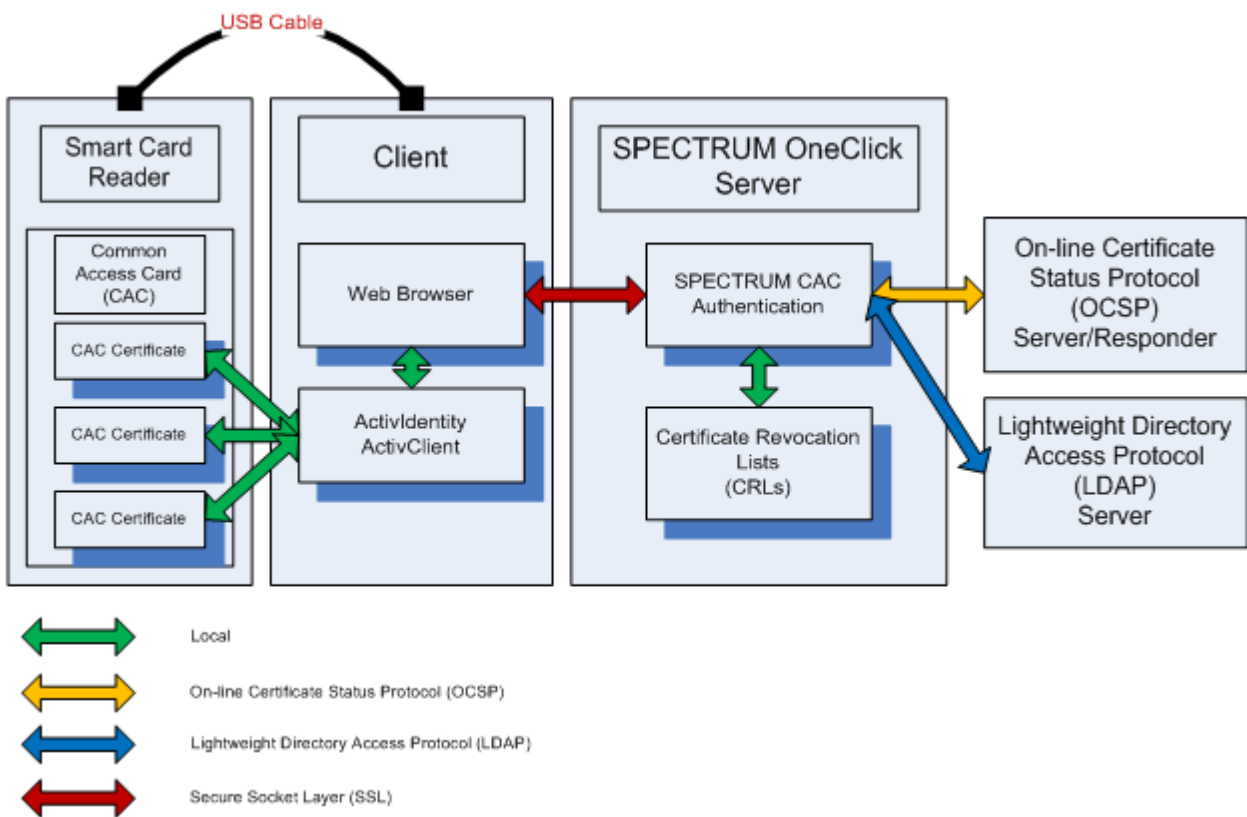 USB Cable
Smart Card
Reader
Client
SPECTRUM OneClick
Server
Common
Access Card
(CAC)
CAC Certificate
CAC Certificate
CAC Certificate
Web Browser
ActivIdentity
ActivClient
SPECTRUM CAC
Authentication
Certificate Revocation
Lists
(CRLs)
On-line Certificate
Status Protocol
(OCSP)
Server/Responder
Lightweight Directory
Access Protocol
(LDAP)
Server
Local
On-line Certificate Status Protocol (OCSP)
Lightweight Directory Access Protocol (LDAP)
Secure Socket Layer (SSL)